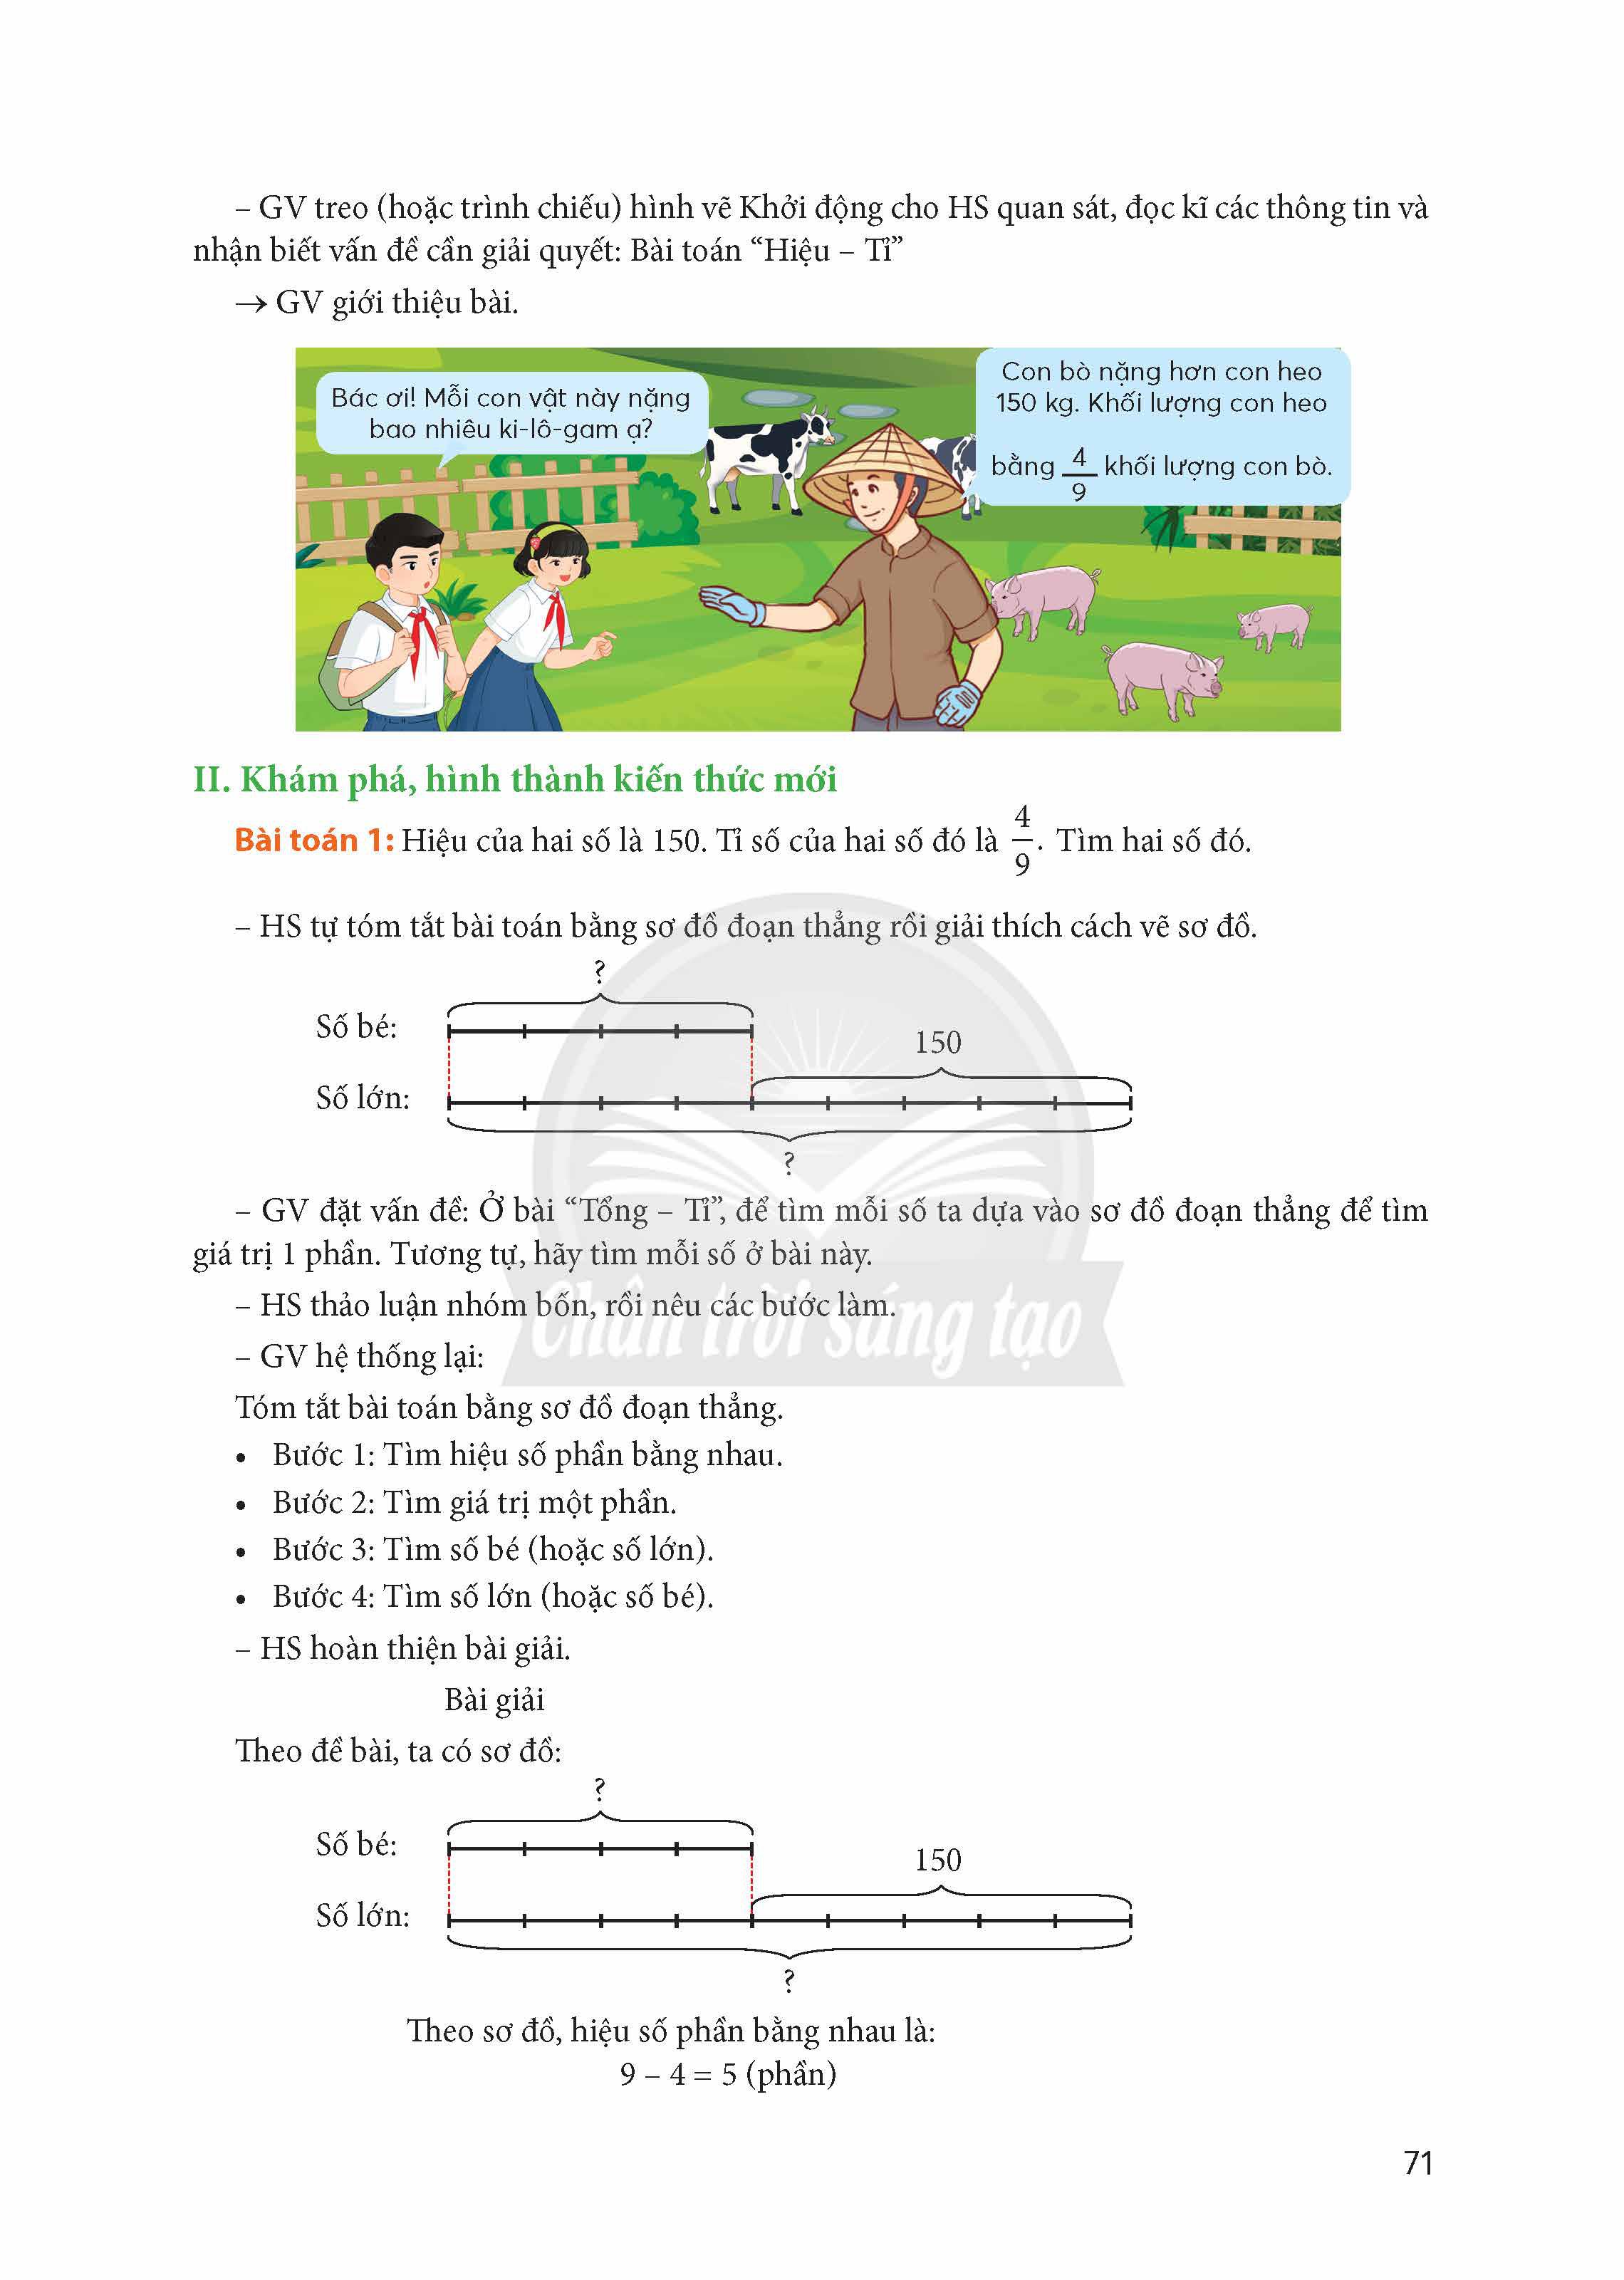 – GV treo (hoặc trình chiếu) hình vẽ Khởi động cho HS quan sát, đọc kĩ các thông tin và
nhận biết vấn đề cần giải quyết: Bài toán “Hiệu – Tỉ”
→ GV giới thiệu bài.
Bác ơi! Mỗi con vật này nặng
bao nhiêu ki-lô-gam ạ?
Con bò nặng hơn con heo
150 kg. Khối lượng con heo
bằng 4/9 khối lượng con bò.
II. Khám phá, hình thành kiến thức mới
Bài toán 1: Hiệu của hai số là 150. Tỉ số của hai số đó là 4/9. Tìm hai số đó.
– HS tự tóm tắt bài toán bằng sơ đồ đoạn thẳng rồi giải thích cách vẽ sơ đồ.
?
Số bé:
150
Số lớn:
?
– GV đặt vấn đề: Ở bài “Tổng – Tỉ”, để tìm mỗi số ta dựa vào sơ đồ đoạn thẳng để tìm
giá trị 1 phần. Tương tự, hãy tìm mỗi số ở bài này.
– HS thảo luận nhóm bốn, rồi nêu các bước làm.
Chân trời sáng tạo
– GV hệ thống lại:
Tóm tắt bài toán bằng sơ đồ đoạn thẳng.
• Bước 1: Tìm hiệu số phần bằng nhau.
• Bước 2: Tìm giá trị một phần.
• Bước 3: Tìm số bé (hoặc số lớn).
• Bước 4: Tìm số lớn (hoặc số bé).
– HS hoàn thiện bài giải.
Bài giải
Theo đề bài, ta có sơ đồ:
?
Số bé:
150
Số lớn:
?
Theo sơ đồ, hiệu số phần bằng nhau là:
9 – 4 = 5 (phần)
71